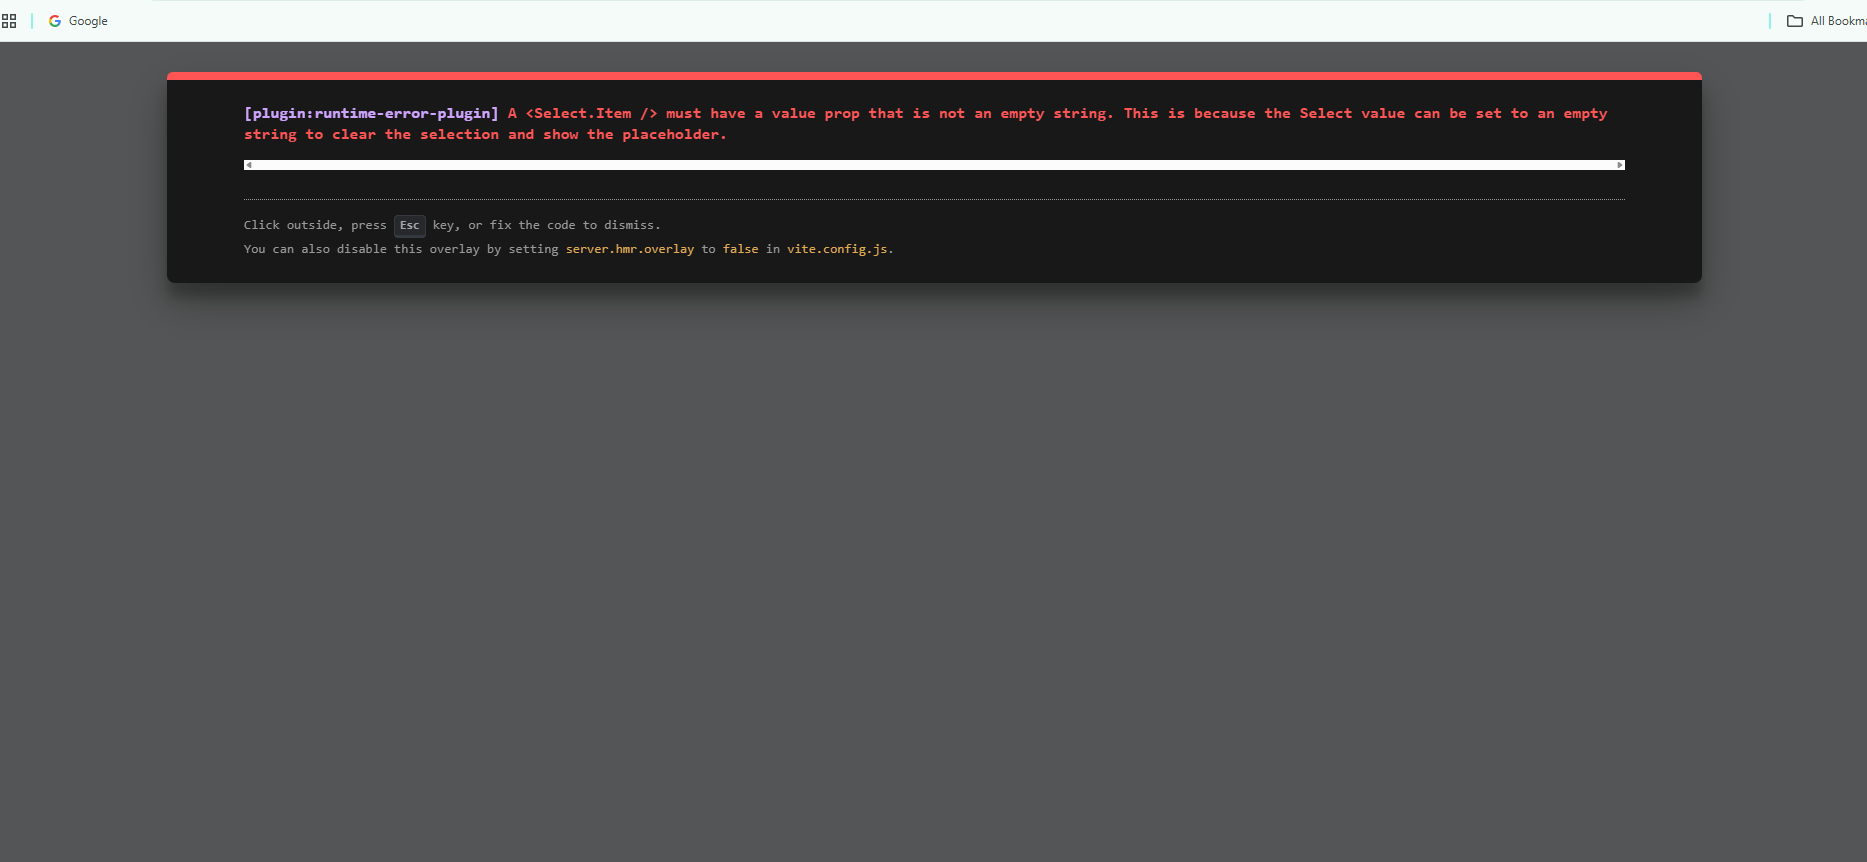 Google
All Bookma
[plugin:runtime-error-plugin] A <Select.Item /> must have a value prop that is not an empty string. This is because the Select value can be set to an empty
string to clear the selection and show the placeholder.
Click outside, press Esc key, or fix the code to dismiss.
You can also disable this overlay by setting server.hmr.overlay to false in vite.config.js.